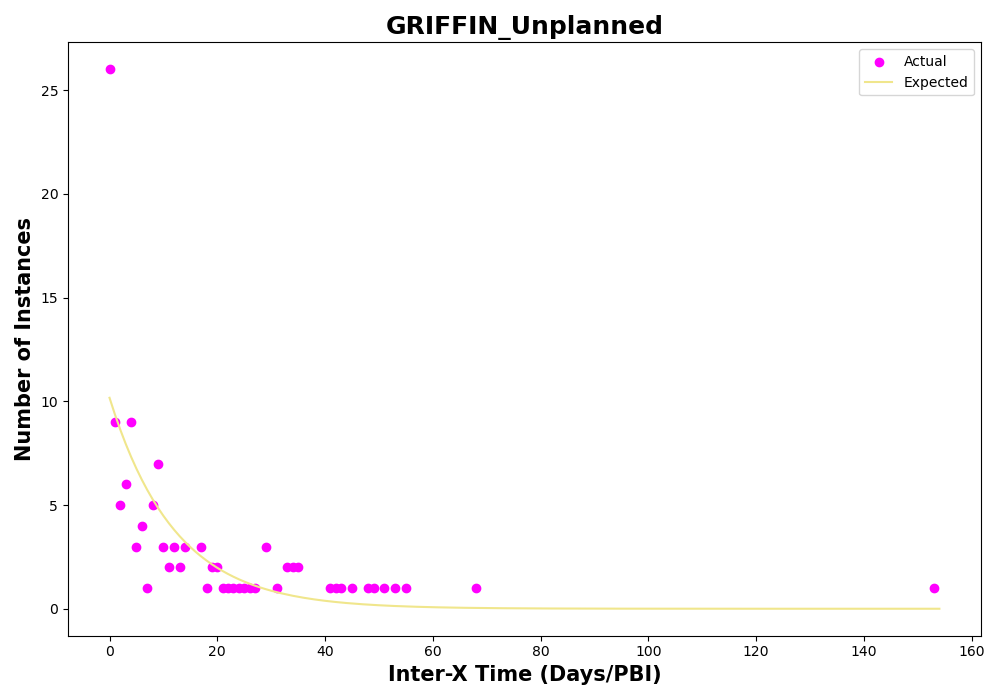 GRIFFIN_Unplanned
Actual
Expected
Number of Instances
25
20
15
10
5
0
0 20 40 60 80 100 120 140 160
Inter-X Time (Days/PBI)